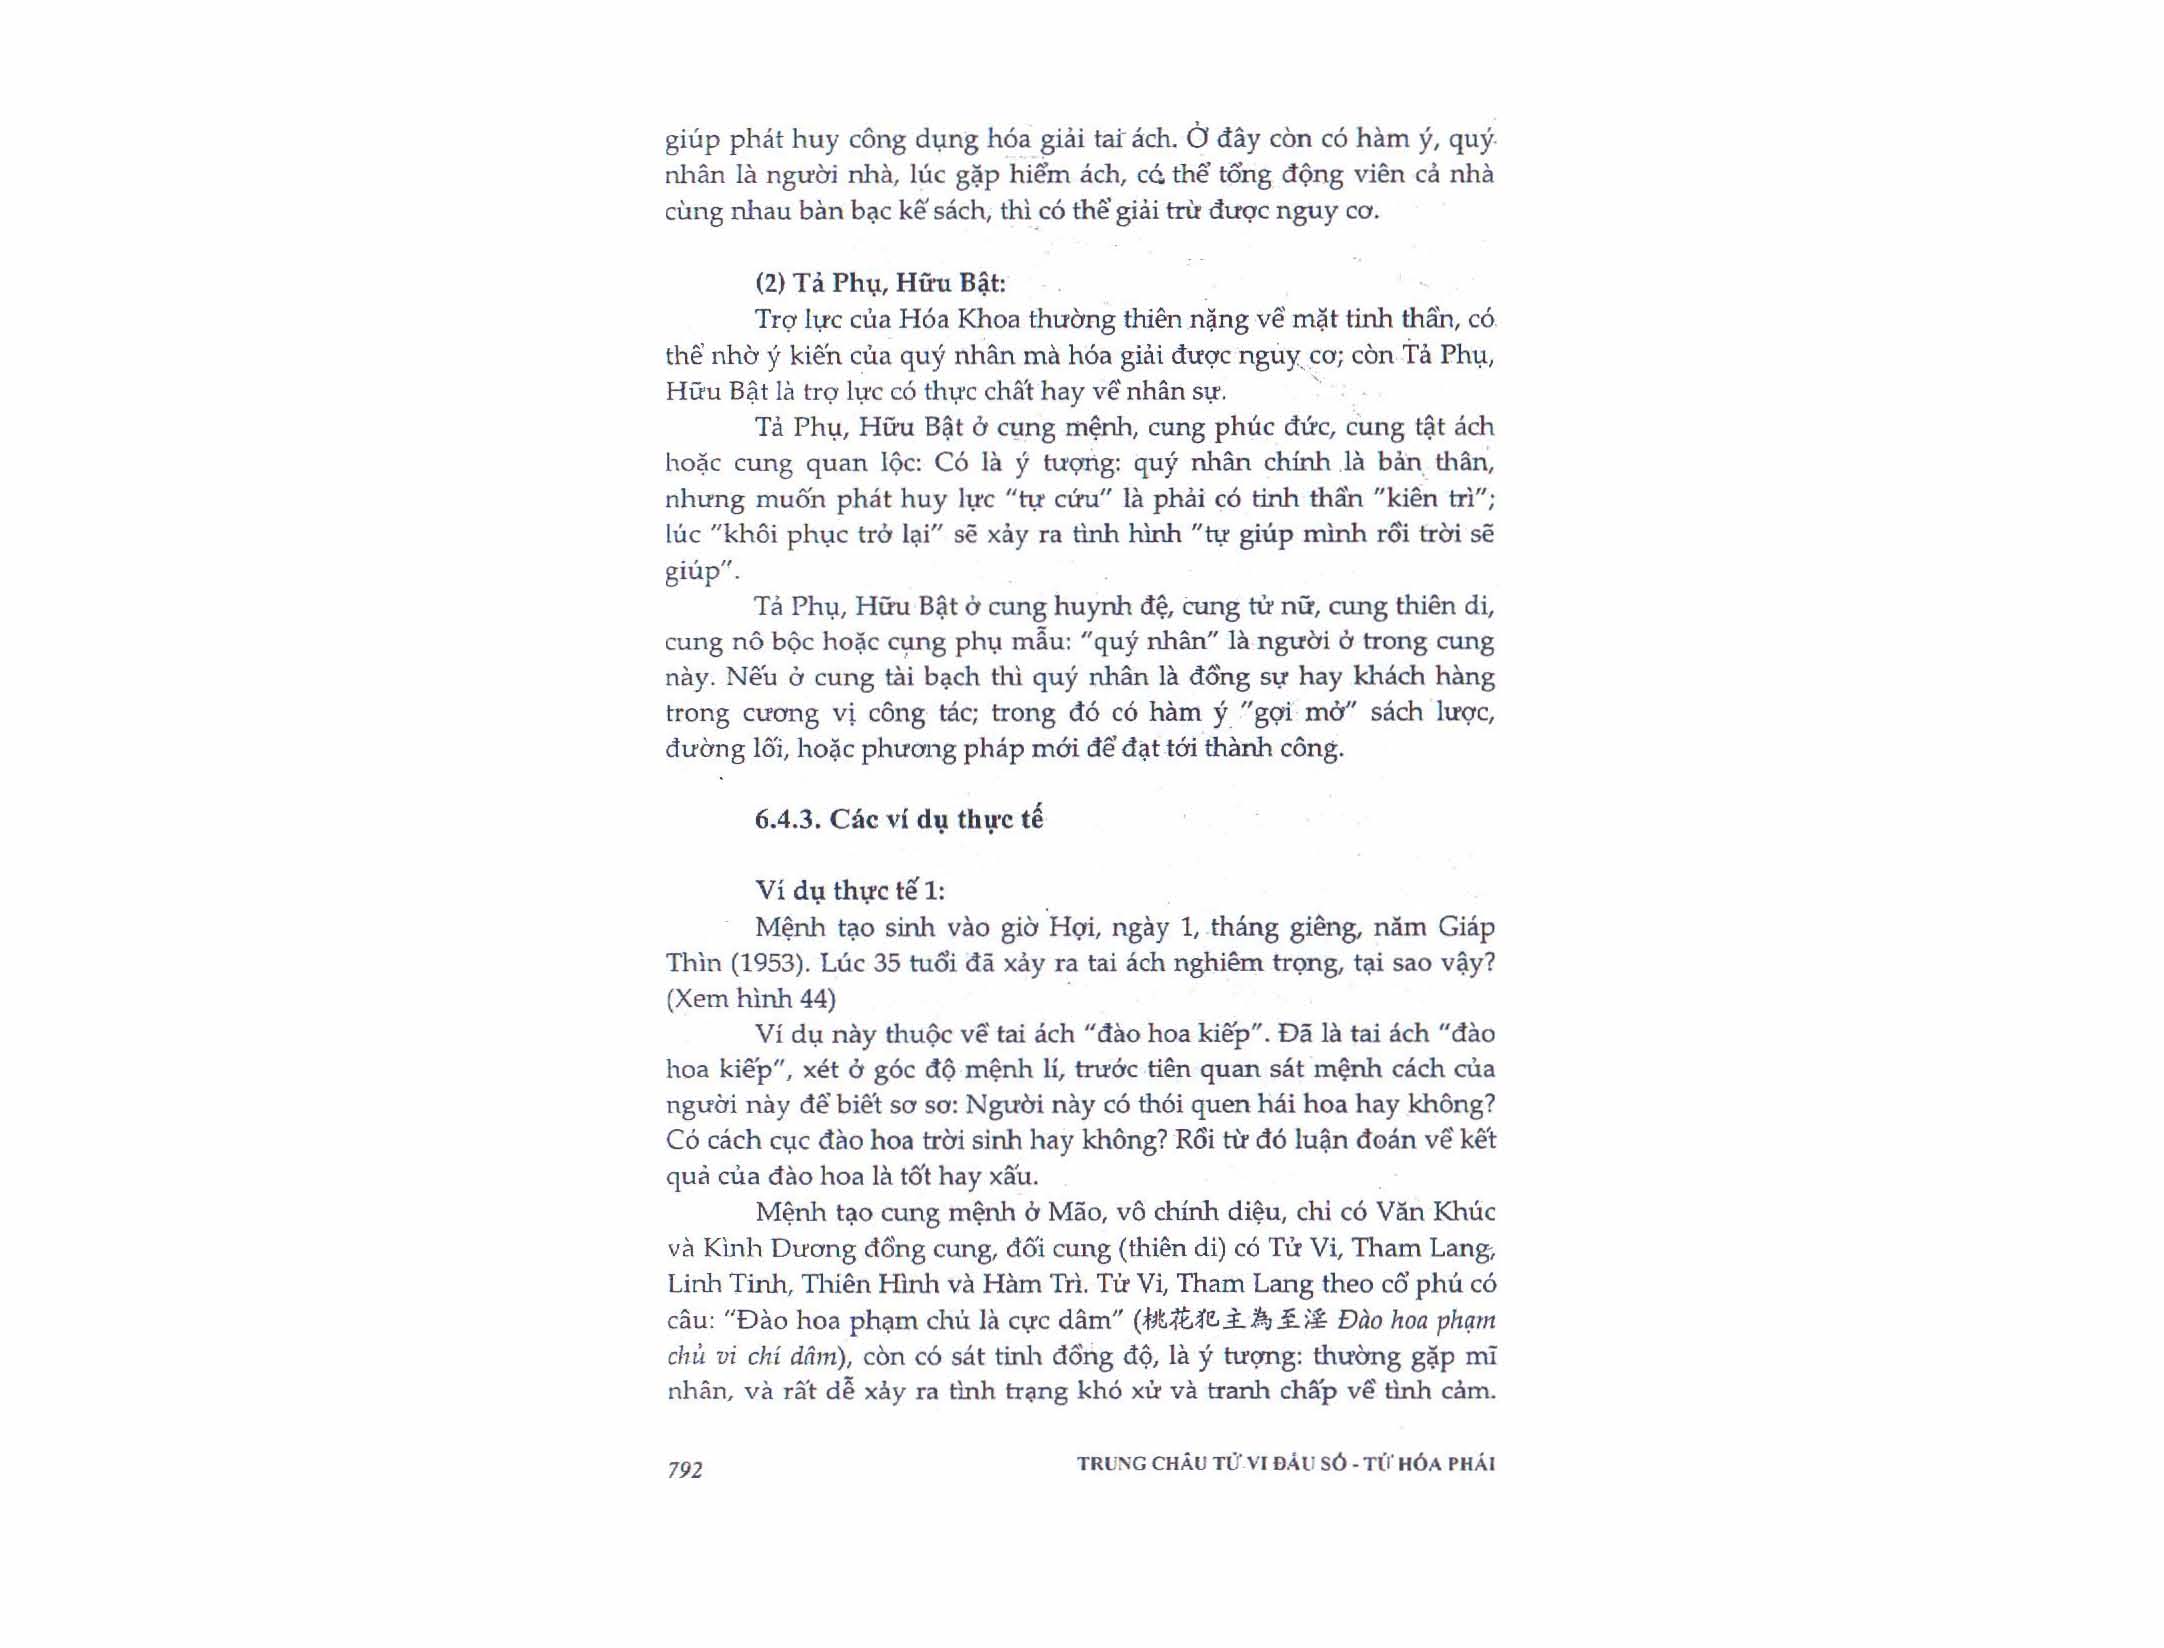 giúp phát huy công dụng hóa giải tai ách. Ở đây còn có hàm ý, quý
nhân là người nhà, lúc gặp hiểm ách, có thể tổng động viên cả nhà
cùng nhau bàn bạc kế sách, thì có thể giải trừ được nguy cơ.
(2) Tả Phụ, Hữu Bật:
Trợ lực của Hóa Khoa thường thiên nặng về mặt tinh thần, có
thể nhờ ý kiến của quý nhân mà hóa giải được nguy cơ; còn Tả Phụ,
Hữu Bật là trợ lực có thực chất hay về nhân sự.
Tả Phụ, Hữu Bật ở cung mệnh, cung phúc đức, cung tật ách
hoặc cung quan lộc: Có là ý tượng: quý nhân chính là bản thân,
nhưng muốn phát huy lực "tự cứu" là phải có tinh thần "kiên trì";
lúc "khôi phục trở lại" sẽ xảy ra tình hình "tự giúp mình rồi trời sẽ
giúp".
Tả Phụ, Hữu Bật ở cung huynh đệ, cung tử nữ, cung thiên di,
cung nô bộc hoặc cung phụ mẫu: "quý nhân" là người ở trong cung
này. Nếu ở cung tài bạch thì quý nhân là đồng sự hay khách hàng
trong cương vị công tác; trong đó có hàm ý "gợi mở" sách lược,
đường lối, hoặc phương pháp mới để đạt tới thành công.
6.4.3. Các ví dụ thực tế
Ví dụ thực tế 1:
Mệnh tạo sinh vào giờ Hợi, ngày 1, tháng giêng, năm Giáp
Thìn (1953). Lúc 35 tuổi đã xảy ra tai ách nghiêm trọng, tại sao vậy?
(Xem hình 44)
Ví dụ này thuộc về tai ách "đào hoa kiếp". Đã là tai ách "đào
hoa kiếp", xét ở góc độ mệnh lí, trước tiên quan sát mệnh cách của
người này để biết sơ sơ: Người này có thói quen hái hoa hay không?
Có cách cục đào hoa trời sinh hay không? Rồi từ đó luận đoán về kết
quả của đào hoa là tốt hay xấu.
Mệnh tạo cung mệnh ở Mão, vô chính diệu, chỉ có Văn Khúc
và Kình Dương đồng cung, đối cung (thiên di) có Tử Vi, Tham Lang,
Linh Tinh, Thiên Hình và Hàm Trì. Tử Vi, Tham Lang theo cổ phú có
câu: "Đào hoa phạm chủ là cực dâm" (桃花犯主為至淫 Đào hoa phạm
chủ vi chí dâm), còn có sát tinh đồng độ, là ý tượng: thường gặp mĩ
nhân, và rất dễ xảy ra tình trạng khó xử và tranh chấp về tình cảm.
792
TRUNG CHÂU TỬ VI ĐẨU SỐ - TỨ HÓA PHÁI